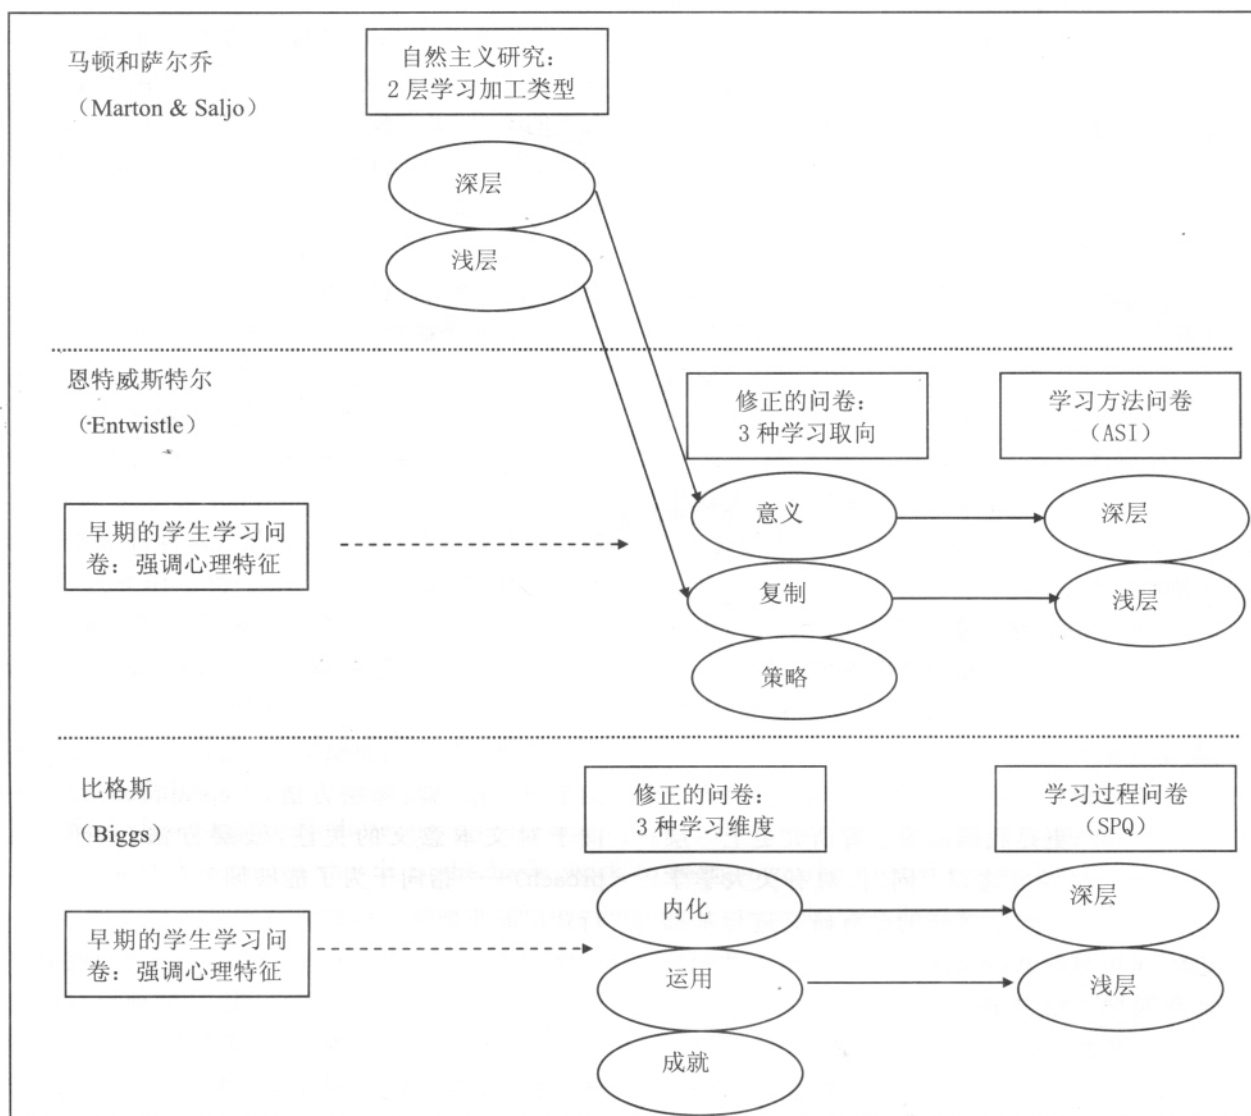 马顿和萨尔乔
（Marton & Saljo）
自然主义研究：
2 层学习加工类型
深层
浅层
恩特威斯特尔
（Entwistle）
修正的问卷：
3 种学习取向
学习方法问卷
（ASI）
早期的学生学习问
卷：强调心理特征
意义
深层
复制
浅层
策略
比格斯
（Biggs）
修正的问卷：
3 种学习维度
学习过程问卷
（SPQ）
早期的学生学习问
卷：强调心理特征
内化
深层
运用
浅层
成就